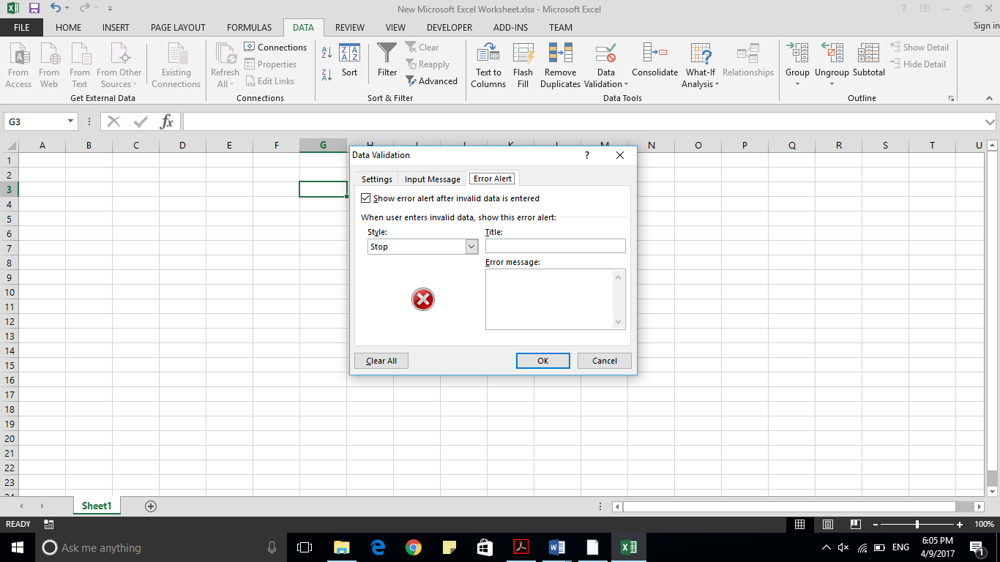 New Microsoft Excel Worksheet.xlsx - Microsoft Excel
FILE HOME INSERT PAGE LAYOUT FORMULAS DATA REVIEW VIEW DEVELOPER ADD-INS TEAM Sign in
From Access
From Web
From Text
From Other Sources
Existing Connections
Get External Data
Refresh All
Connections
Properties
Edit Links
Connections
Sort
Filter
Clear
Reapply
Advanced
Sort & Filter
Text to Columns
Flash Fill
Remove Duplicates
Data Validation
Consolidate
What-If Analysis
Relationships
Data Tools
Group
Ungroup
Subtotal
Show Detail
Hide Detail
Outline
G3
fx
A B C D E F G H I J K L M N O P Q R S T U
1
2
3
4
5
6
7
8
9
10
11
12
13
14
15
16
17
18
19
20
21
22
23
Data Validation ?
Settings Input Message Error Alert
Show error alert after invalid data is entered
When user enters invalid data, show this error alert:
Style: Title:
Stop
Error message:
Clear All OK Cancel
Sheet1
READY 100%
Ask me anything
ENG
6:05 PM
4/9/2017
1